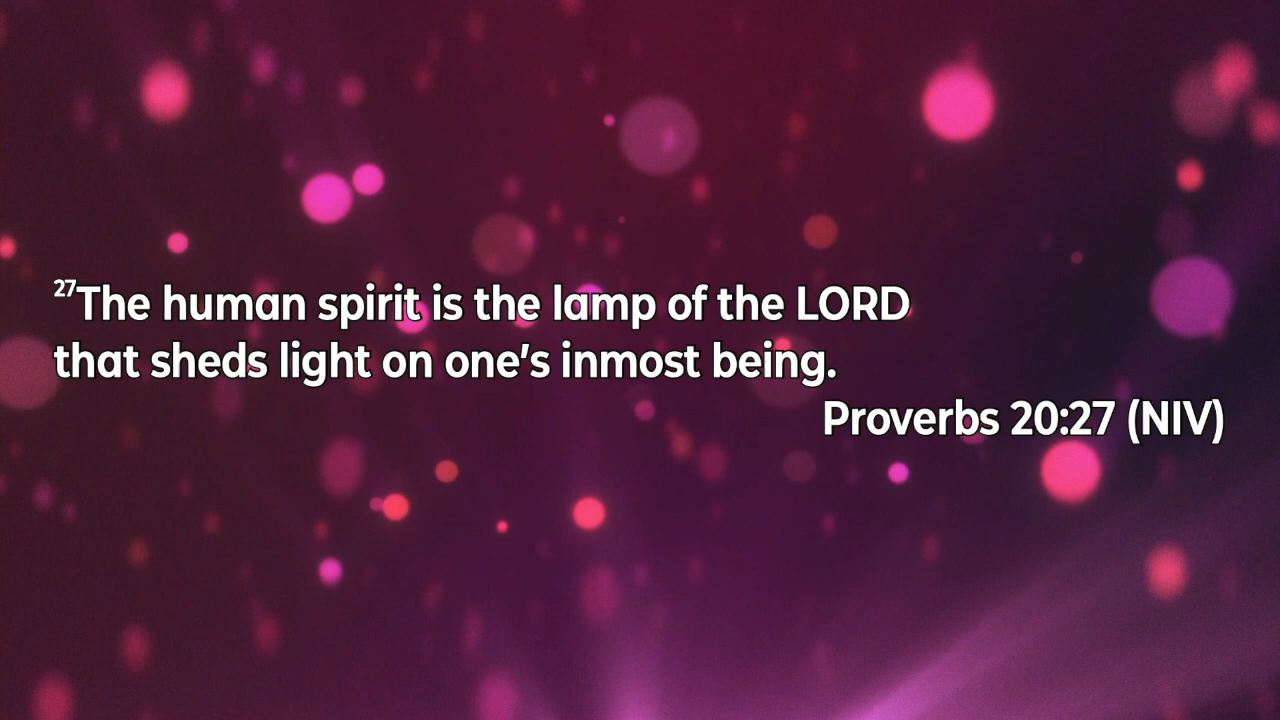 27The human spirit is the lamp of the LORD
that sheds light on one's inmost being.
Proverbs 20:27 (NIV)